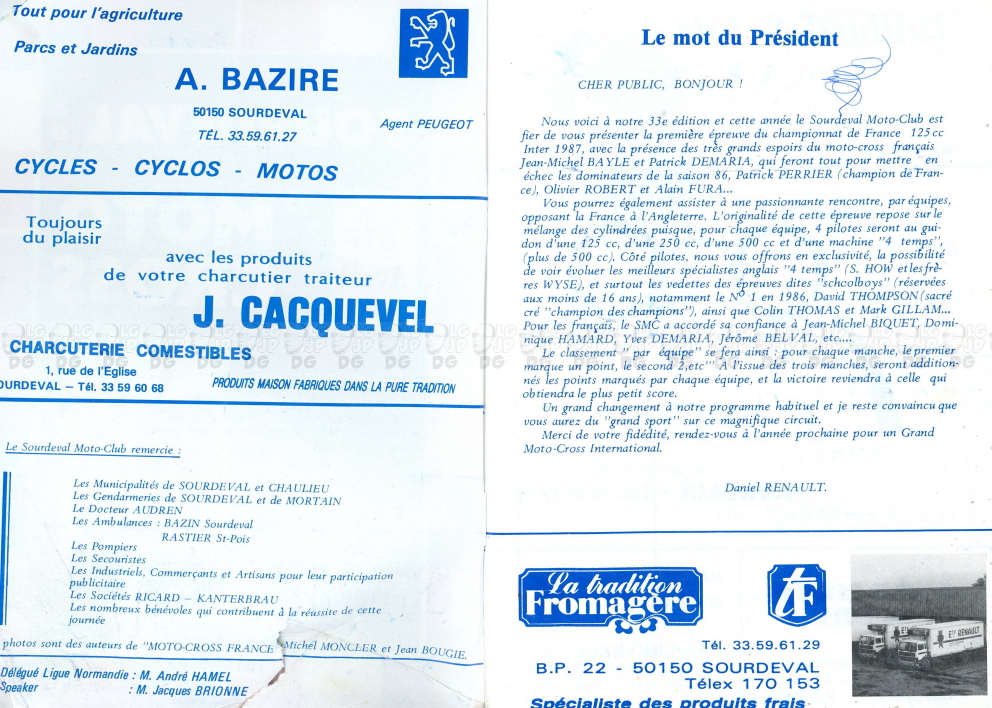 Tout pour l'agriculture
Parcs et Jardins
A. BAZIRE
50150 SOURDEVAL
TÉL. 33.59.61.27
Agent PEUGEOT
CYCLES - CYCLOS - MOTOS
Toujours
du plaisir
avec les produits
de votre charcutier traiteur
J. CACQUEVEL
CHARCUTERIE COMESTIBLES
1, rue de l'Eglise
OURDEVAL – Tél. 33 59 60 68
PRODUITS MAISON FABRIQUES DANS LA PURE TRADITION
Le Sourdeval Moto-Club remercie :
Les Municipalités de SOURDEVAL et CHAULIEU
Les Gendarmeries de SOURDEVAL et de MORTAIN
Le Docteur AUDREN
Les Ambulances : BAZIN Sourdeval
RASTIER St-Pois
Les Pompiers
Les Secouristes
Les Industriels, Commerçants et Artisans pour leur participation
publicitaire
Les Sociétés RICARD – KANTERBRAU
Les nombreux bénévoles qui contribuent à la réussite de cette
journée
photos sont des auteurs de "MOTO-CROSS FRANCE" Michel MONCLER et Jean BOUGIE.
Délégué Ligue Normandie : M. André HAMEL
Speaker : M. Jacques BRIONNE
Le mot du Président
CHER PUBLIC, BONJOUR !
Nous voici à notre 33e édition et cette année le Sourdeval Moto-Club est
fier de vous présenter la première épreuve du championnat de France 125 cc
Inter 1987, avec la présence des très grands espoirs du moto-cross français
Jean-Michel BAYLE et Patrick DEMARIA, qui feront tout pour mettre en
échec les dominateurs de la saison 86, Patrick PERRIER (champion de Fran-
ce), Olivier ROBERT et Alain FURA...
Vous pourrez également assister à une passionnante rencontre, par équipes,
opposant la France à l'Angleterre. L'originalité de cette épreuve repose sur le
mélange des cylindrées puisque, pour chaque équipe, 4 pilotes seront au gui-
don d'une 125 cc, d'une 250 cc, d'une 500 cc et d'une machine "4 temps",
(plus de 500 cc). Côté pilotes, nous vous offrons en exclusivité, la possibilité
de voir évoluer les meilleurs spécialistes anglais "4 temps" (S. HOW et les frè-
res WYSE), et surtout les vedettes des épreuves dites "schcolboys" (réservées
aux moins de 16 ans), notamment le N° 1 en 1986, David THOMPSON (sacré
cré "champion des champions"), ainsi que Colin THOMAS et Mark GILLAM...
Pour les français, le SMC a accordé sa confiance à Jean-Michel BIQUET, Domi-
nique HAMARD, Yves DEMARIA, Jérôme BELVAL, etc....
Le classement " par équipe" se fera ainsi : pour chaque manche, le premier
marque un point, le second 2, etc''' A l'issue des trois manches, seront addition-
nés les points marqués par chaque équipe, et la victoire reviendra à celle qui
obtiendra le plus petit score.
Un grand changement à notre programme habituel et je reste convaincu que
vous aurez du "grand sport" sur ce magnifique circuit.
Merci de votre fidédité, rendez-vous à l'année prochaine pour un Grand
Moto-Cross International.
Daniel RENAULT.
La tradition
Fromagère
tF
Ets RENAULT
Tél. 33.59.61.29
B.P. 22 - 50150 SOURDEVAL
Télex 170 153
Spécialiste des produits frais